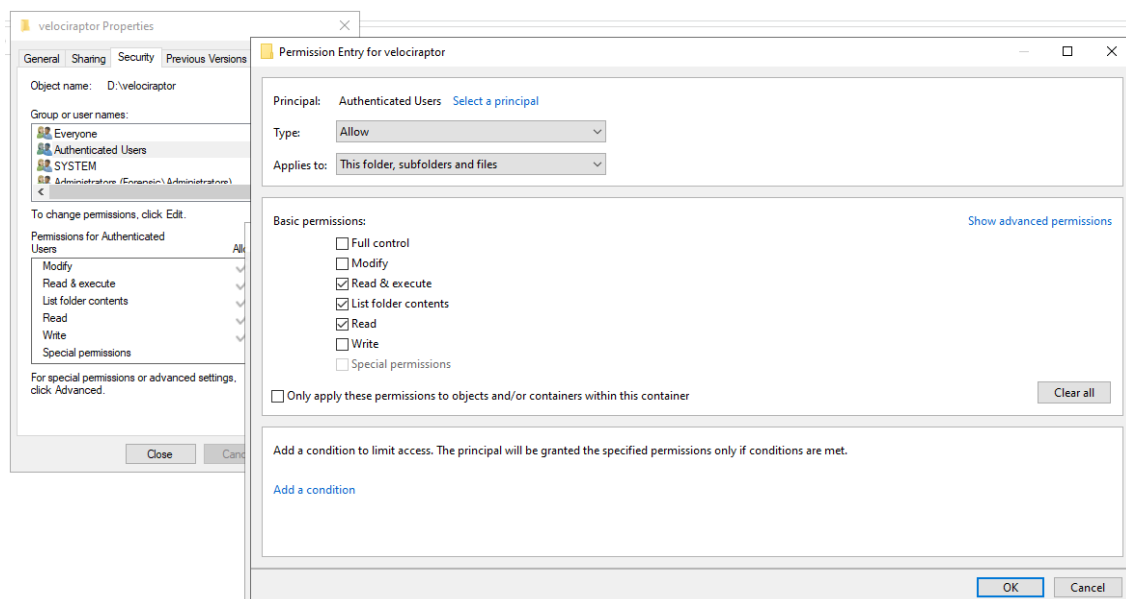 velociraptor Properties
General Sharing Security Previous Versions
Object name: D:\velociraptor
Group or user names:
Everyone
Authenticated Users
SYSTEM
Administrators (Forensic\Administrators)
To change permissions, click Edit.
Permissions for Authenticated
Users
Modify
Read & execute
List folder contents
Read
Write
Special permissions
For special permissions or advanced settings,
click Advanced.
Close
Permission Entry for velociraptor
Principal: Authenticated Users Select a principal
Type: Allow
Applies to: This folder, subfolders and files
Basic permissions: Show advanced permissions
Full control
Modify
Read & execute
List folder contents
Read
Write
Special permissions
Only apply these permissions to objects and/or containers within this container
Clear all
Add a condition to limit access. The principal will be granted the specified permissions only if conditions are met.
Add a condition
OK Cancel